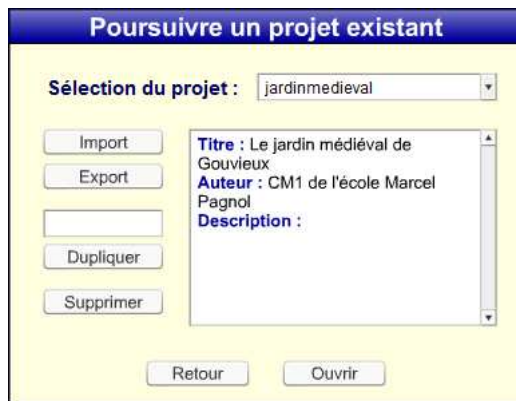 Poursuivre un projet existant
Sélection du projet : jardinmedieval
Import
Export
Dupliquer
Supprimer
Titre : Le jardin médiéval de
Gouvieux
Auteur : CM1 de l'école Marcel
Pagnol
Description :
Retour Ouvrir